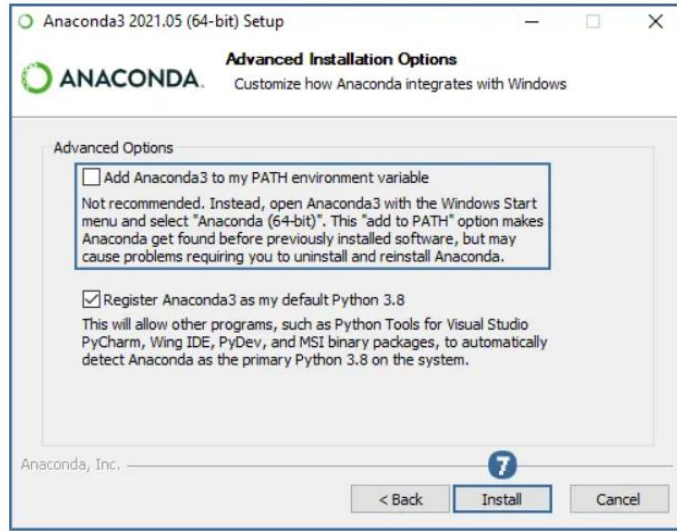 Anaconda3 2021.05 (64-bit) Setup
ANACONDA.
Advanced Installation Options
Customize how Anaconda integrates with Windows
Advanced Options
Add Anaconda3 to my PATH environment variable
Not recommended. Instead, open Anaconda3 with the Windows Start
menu and select "Anaconda (64-bit)". This "add to PATH" option makes
Anaconda get found before previously installed software, but may
cause problems requiring you to uninstall and reinstall Anaconda.
Register Anaconda3 as my default Python 3.8
This will allow other programs, such as Python Tools for Visual Studio
PyCharm, Wing IDE, PyDev, and MSI binary packages, to automatically
detect Anaconda as the primary Python 3.8 on the system.
Anaconda, Inc.
7
< Back Install Cancel